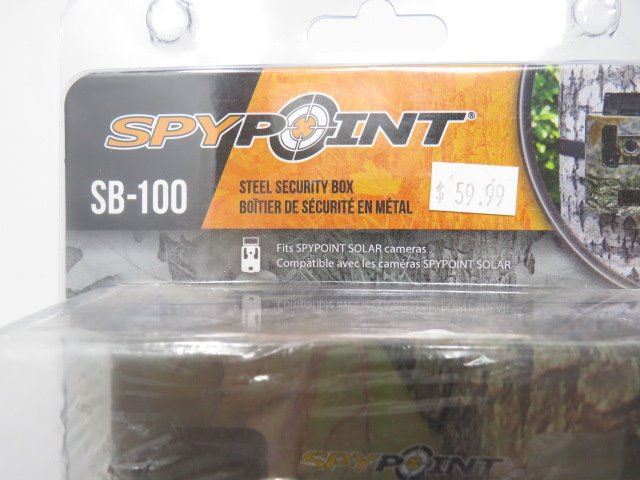 SPYPOINT®
SB-100
STEEL SECURITY BOX
BOÎTIER DE SÉCURITÉ EN MÉTAL
$ 59.99
Fits SPYPOINT SOLAR cameras
Compatible avec les caméras SPYPOINT SOLAR
SPYPOINT